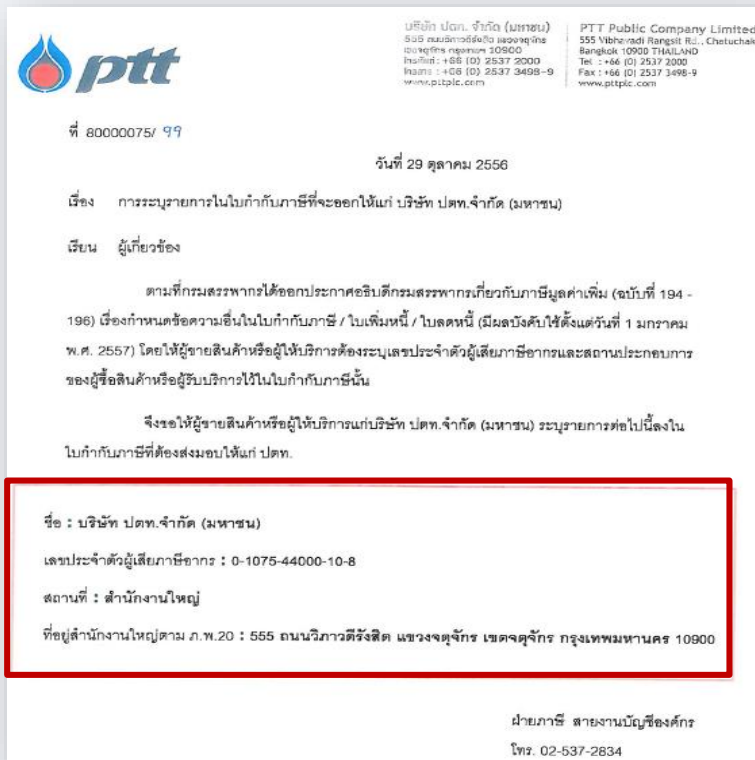 ptt
บริษัท ปตท. จำกัด (มหาชน)
555 ถนนวิภาวดีรังสิต แขวงจตุจักร
เขตจตุจักร กรุงเทพฯ 10900
โทรศัพท์ : +66 (0) 2537 2000
โทรสาร : +66 (0) 2537 3498-9
www.pttplc.com
PTT Public Company Limited
555 Vibhavadi Rangsit Rd., Chatuchak
Bangkok 10900 THAILAND
Tel : +66 (0) 2537 2000
Fax : +66 (0) 2537 3498-9
www.pttplc.com
ที่ 80000075/ 99
วันที่ 29 ตุลาคม 2556
เรื่อง การระบุรายการในใบกำกับภาษีที่จะออกให้แก่ บริษัท ปตท.จำกัด (มหาชน)
เรียน ผู้เกี่ยวข้อง
ตามที่กรมสรรพากรได้ออกประกาศอธิบดีกรมสรรพากรเกี่ยวกับภาษีมูลค่าเพิ่ม (ฉบับที่ 194 -
196) เรื่องกำหนดข้อความอื่นในใบกำกับภาษี / ใบเพิ่มหนี้ / ใบลดหนี้ (มีผลบังคับใช้ตั้งแต่วันที่ 1 มกราคม
พ.ศ. 2557) โดยให้ผู้ขายสินค้าหรือผู้ให้บริการต้องระบุเลขประจำตัวผู้เสียภาษีอากรและสถานประกอบการ
ของผู้ซื้อสินค้าหรือผู้รับบริการไว้ในใบกำกับภาษีนั้น
จึงขอให้ผู้ขายสินค้าหรือผู้ให้บริการแก่บริษัท ปตท.จำกัด (มหาชน) ระบุรายการต่อไปนี้ลงใน
ใบกำกับภาษีที่ต้องส่งมอบให้แก่ ปตท.
ชื่อ : บริษัท ปตท.จำกัด (มหาชน)
เลขประจำตัวผู้เสียภาษีอากร : 0-1075-44000-10-8
สถานที่ : สำนักงานใหญ่
ที่อยู่สำนักงานใหญ่ตาม ภ.พ.20 : 555 ถนนวิภาวดีรังสิต แขวงจตุจักร เขตจตุจักร กรุงเทพมหานคร 10900
ฝ่ายภาษี สายงานบัญชีองค์กร
โทร. 02-537-2834